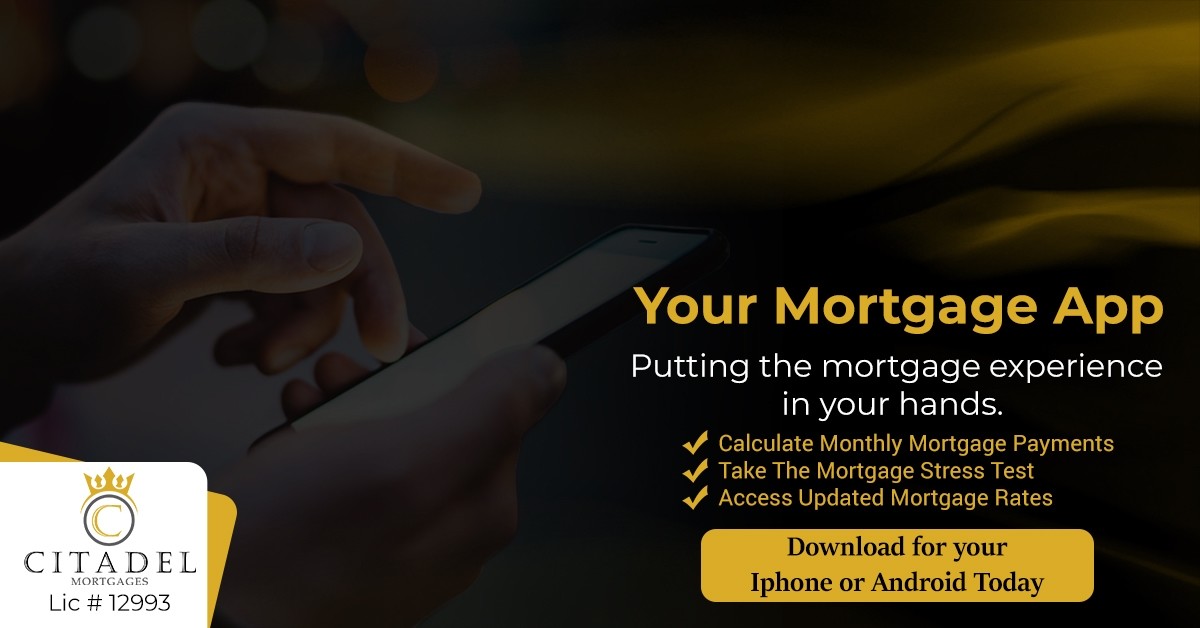 Your Mortgage App
Putting the mortgage experience
in your hands.
Calculate Monthly Mortgage Payments
Take The Mortgage Stress Test
Access Updated Mortgage Rates
Download for your
Iphone or Android Today
C
CITADEL
MORTGAGES
Lic # 12993